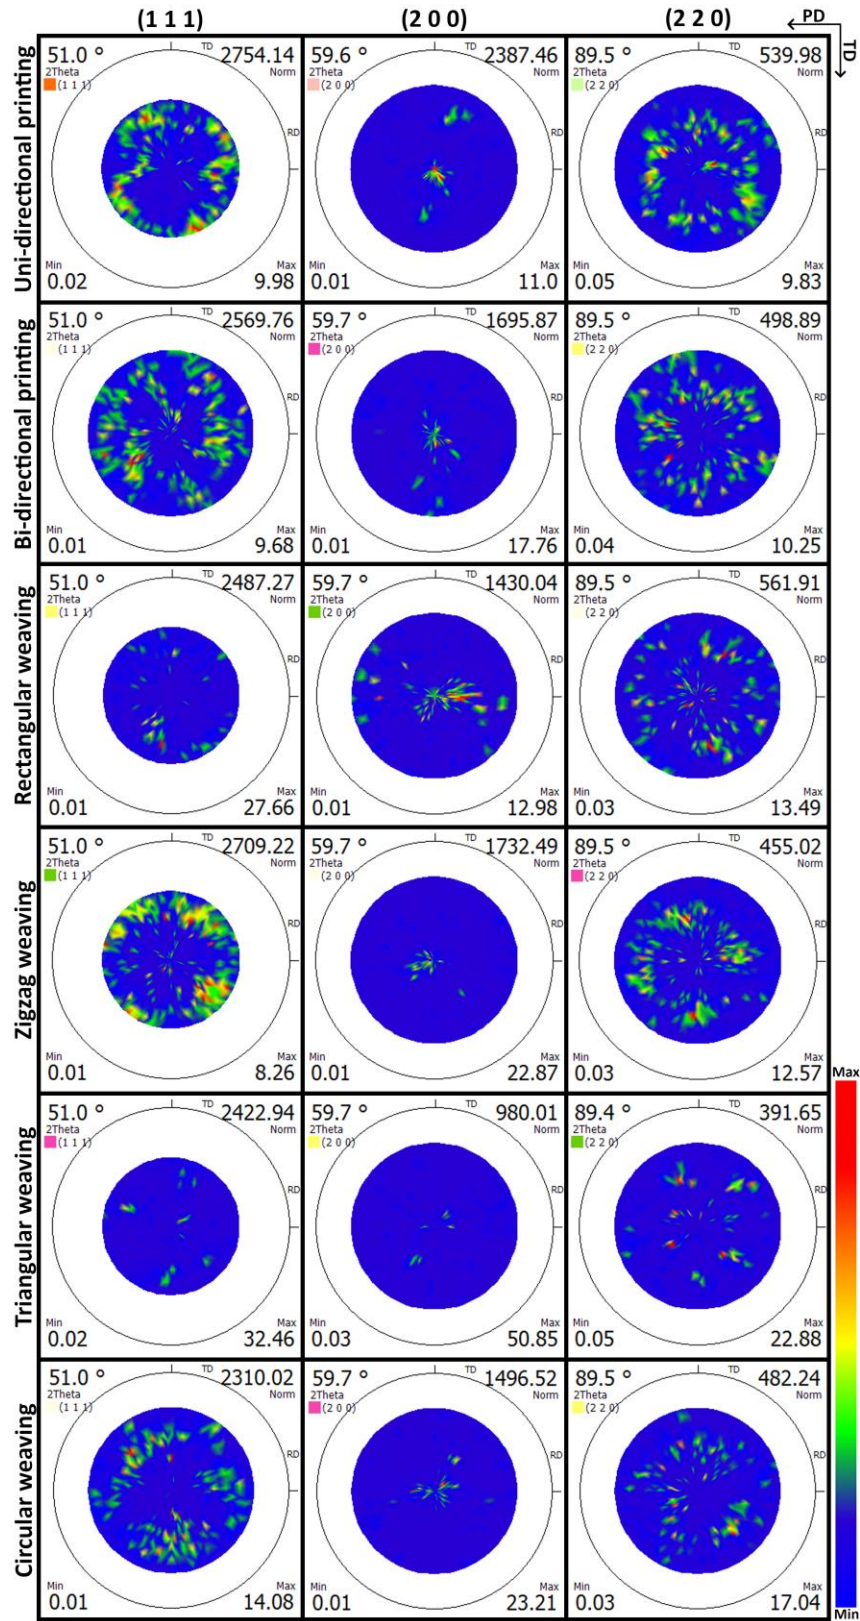 (1 1 1) (2 0 0) (2 2 0) PD
TD
Uni-directional printing
51.0 ° TD 2754.14
2Theta Norm
(1 1 1)
RD
Min Max
0.02 9.98
59.6 ° TD 2387.46
2Theta Norm
(2 0 0)
RD
Min Max
0.01 11.0
89.5 ° TD 539.98
2Theta Norm
(2 2 0)
RD
Min Max
0.05 9.83
Bi-directional printing
51.0 ° TD 2569.76
2Theta Norm
(1 1 1)
RD
Min Max
0.01 9.68
59.7 ° TD 1695.87
2Theta Norm
(2 0 0)
RD
Min Max
0.01 17.76
89.5 ° TD 498.89
2Theta Norm
(2 2 0)
RD
Min Max
0.04 10.25
Rectangular weaving
51.0 ° TD 2487.27
2Theta Norm
(1 1 1)
RD
Min Max
0.01 27.66
59.7 ° TD 1430.04
2Theta Norm
(2 0 0)
RD
Min Max
0.01 12.98
89.5 ° TD 561.91
2Theta Norm
(2 2 0)
RD
Min Max
0.03 13.49
Zigzag weaving
51.0 ° TD 2709.22
2Theta Norm
(1 1 1)
RD
Min Max
0.01 8.26
59.7 ° TD 1732.49
2Theta Norm
(2 0 0)
RD
Min Max
0.01 22.87
89.5 ° TD 455.02
2Theta Norm
(2 2 0)
RD
Min Max
0.03 12.57
Triangular weaving
51.0 ° TD 2422.94
2Theta Norm
(1 1 1)
RD
Min Max
0.02 32.46
59.7 ° TD 980.01
2Theta Norm
(2 0 0)
RD
Min Max
0.03 50.85
89.4 ° TD 391.65
2Theta Norm
(2 2 0)
RD
Min Max
0.05 22.88
Circular weaving
51.0 ° TD 2310.02
2Theta Norm
(1 1 1)
RD
Min Max
0.01 14.08
59.7 ° TD 1496.52
2Theta Norm
(2 0 0)
RD
Min Max
0.01 23.21
89.5 ° TD 482.24
2Theta Norm
(2 2 0)
RD
Min Max
0.03 17.04
Max
Min